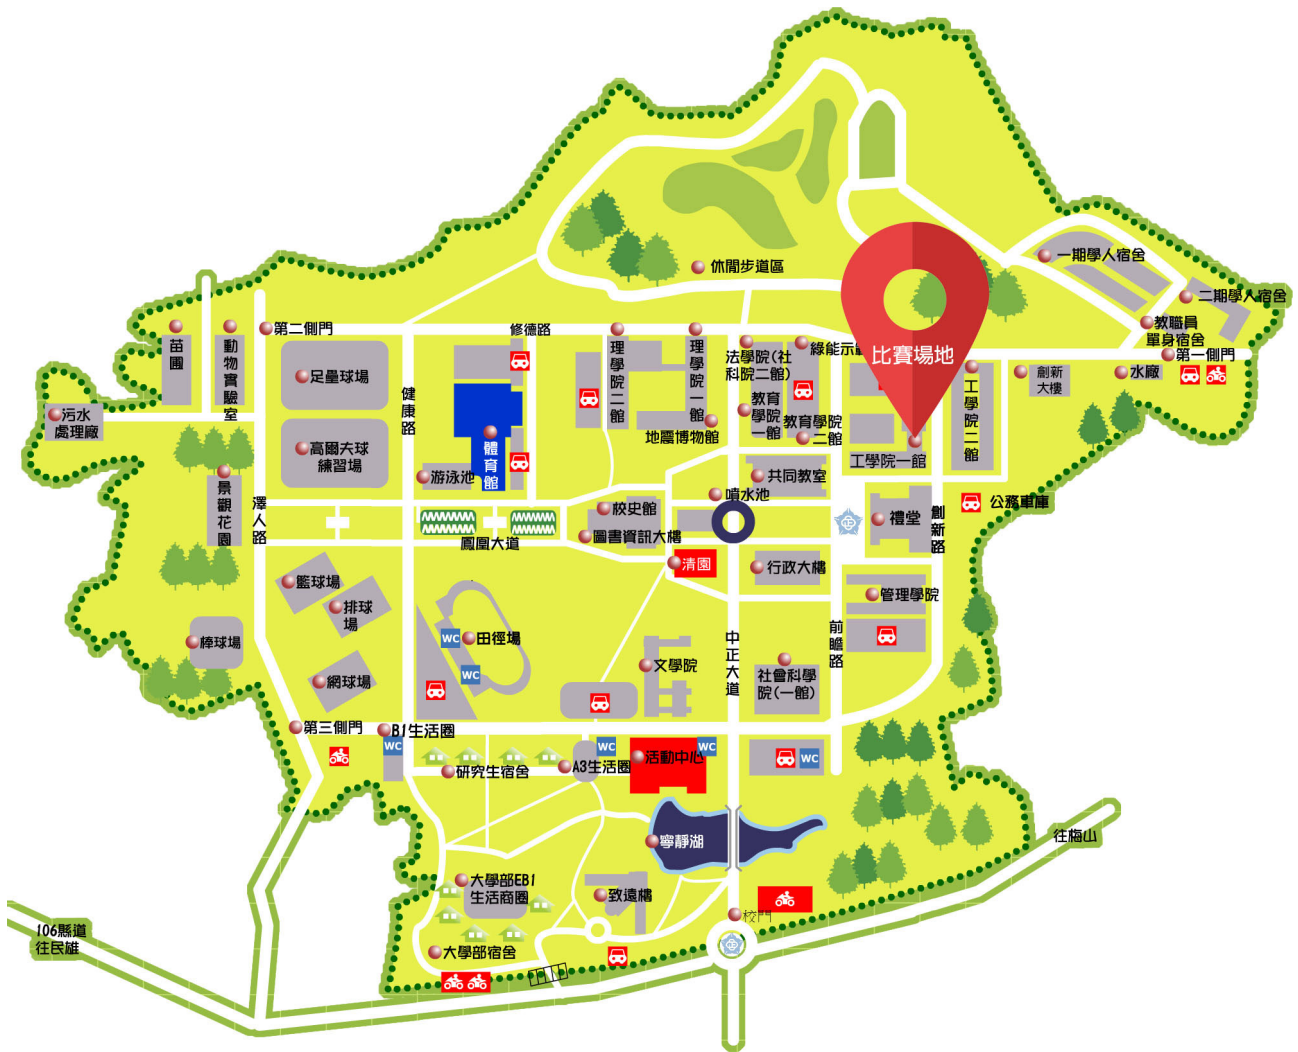 休閒步道區
一期學人宿舍
二期學人宿舍
教職員
單身宿舍
第一側門
水廠
創新
大樓
比賽場地
綠能示
修德路
第二側門
苗圃
動物實驗室
足壘球場
健康路
理學院二館
理學院一館
法學院(社
科院二館)
教育
學院
一館
教育學院
二館
工學院二館
工學院一館
地震博物館
污水
處理廠
高爾夫球
練習場
體育館
游泳池
景觀花園
澤人路
共同教室
噴水池
校史館
圖書資訊大樓
鳳凰大道
禮堂
創新路
公務車庫
清園
行政大樓
管理學院
籃球場
排球
場
棒球場
網球場
WC
田徑場
WC
文學院
中正大道
前瞻路
社會科學
院(一館)
第三側門
B1生活圈
WC
WC
WC
WC
活動中心
A3生活圈
研究生宿舍
寧靜湖
往梅山
大學部EB1
生活商圈
致遠樓
校門
大學部宿舍
106縣道
往民雄